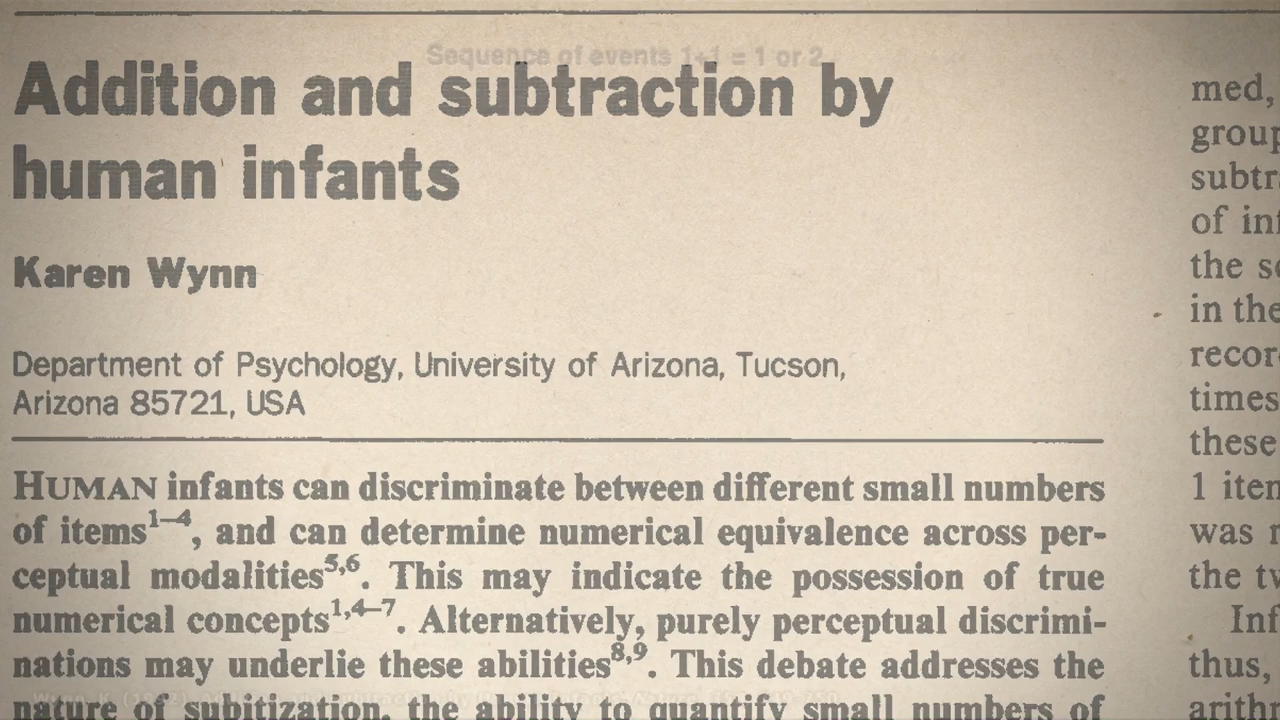 Sequence of events 1+1 = 1 or 2
Addition and subtraction by
human infants
Karen Wynn
Department of Psychology, University of Arizona, Tucson,
Arizona 85721, USA
HUMAN infants can discriminate between different small numbers
of items1–4, and can determine numerical equivalence across per-
ceptual modalities5,6. This may indicate the possession of true
numerical concepts1,4–7. Alternatively, purely perceptual discrimi-
nations may underlie these abilities8,9. This debate addresses the
nature of subitization, the ability to quantify small numbers of
med,
group
subtr
of in
the s
in the
recor
times
these
1 item
was
the tw
Inf
thus,
arith